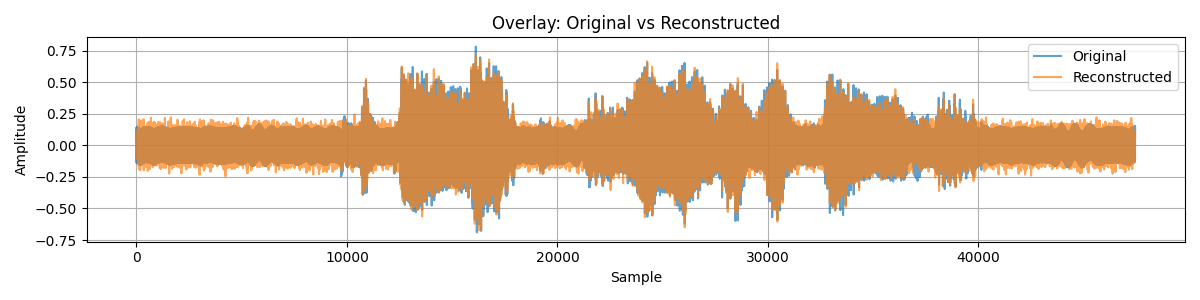 Overlay: Original vs Reconstructed
Original
Reconstructed
Amplitude
0.75
0.50
0.25
0.00
−0.25
−0.50
−0.75
0
10000
20000
30000
40000
Sample